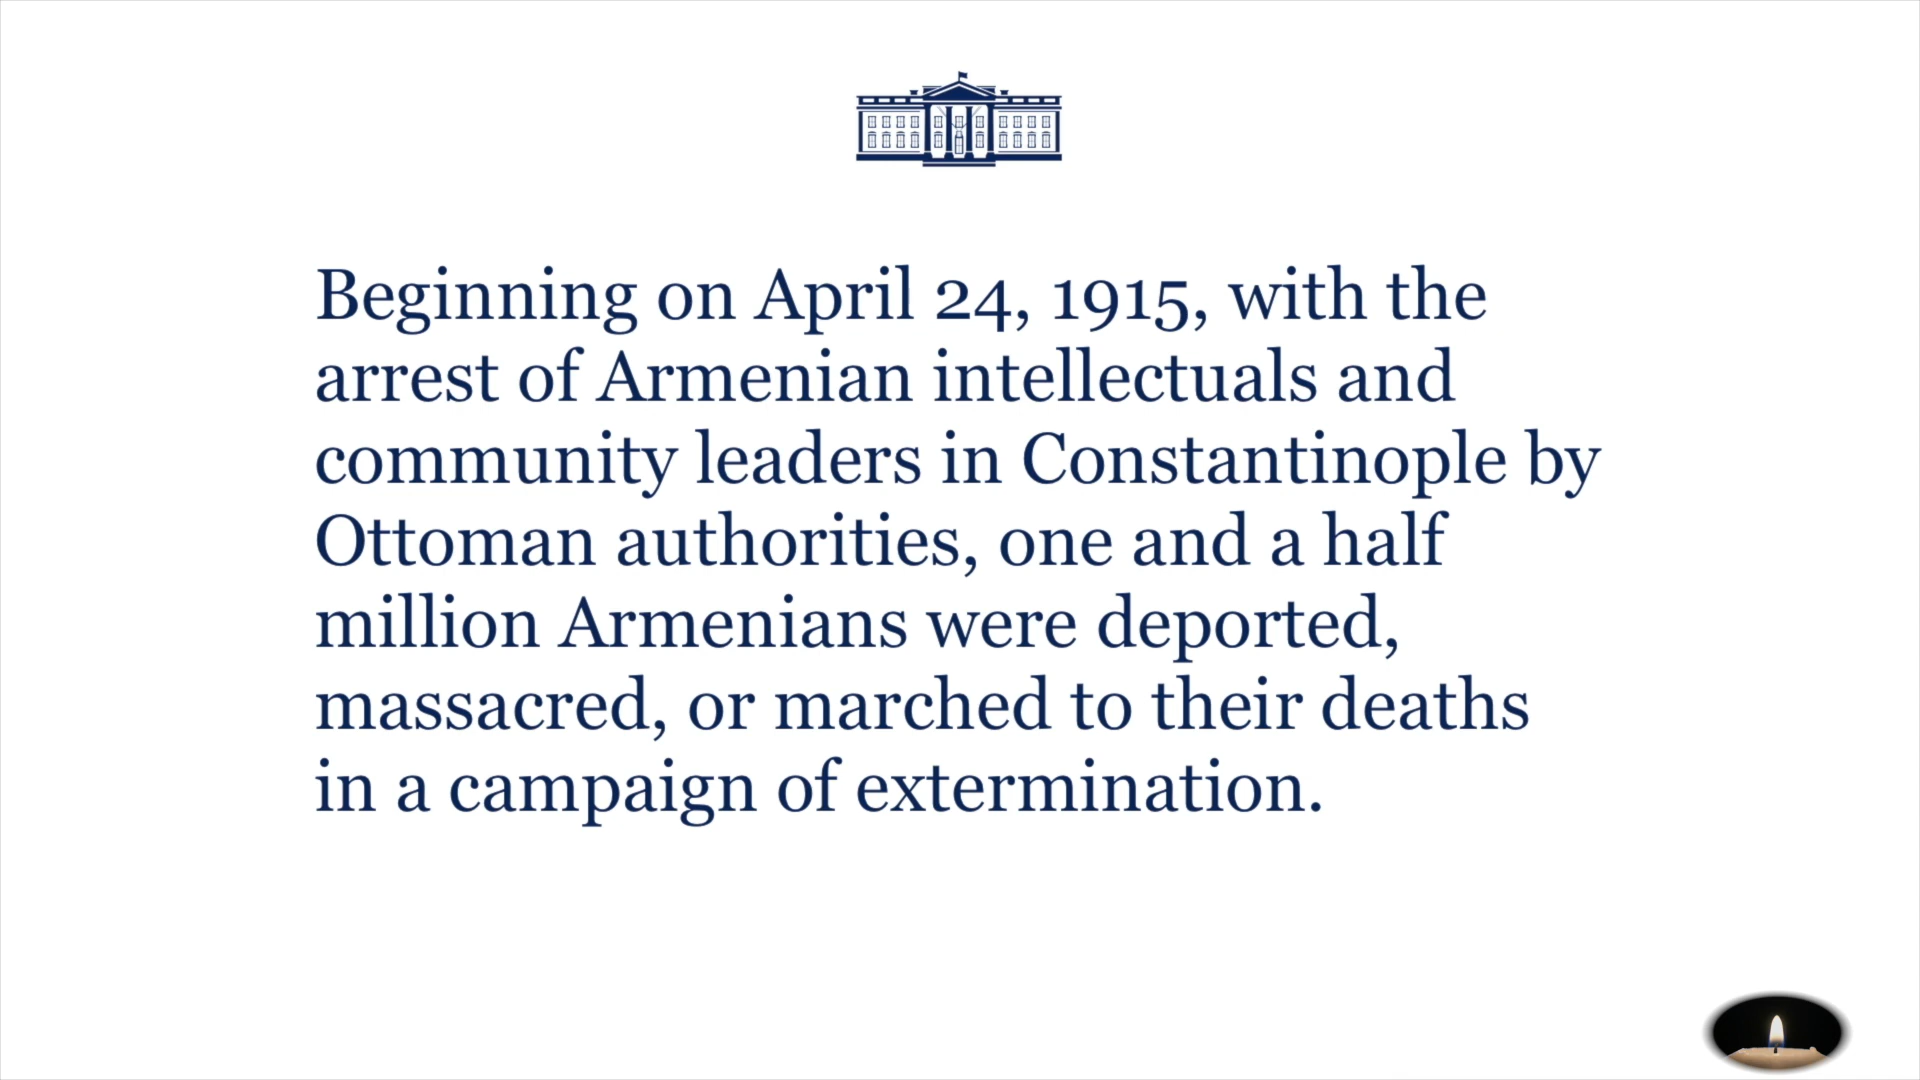 Beginning on April 24, 1915, with the
arrest of Armenian intellectuals and
community leaders in Constantinople by
Ottoman authorities, one and a half
million Armenians were deported,
massacred, or marched to their deaths
in a campaign of extermination.